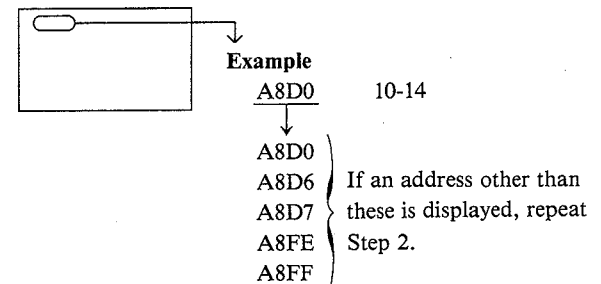 Example
A8D0 10-14
A8D0
A8D6 If an address other than
A8D7 these is displayed, repeat
A8FE Step 2.
A8FF